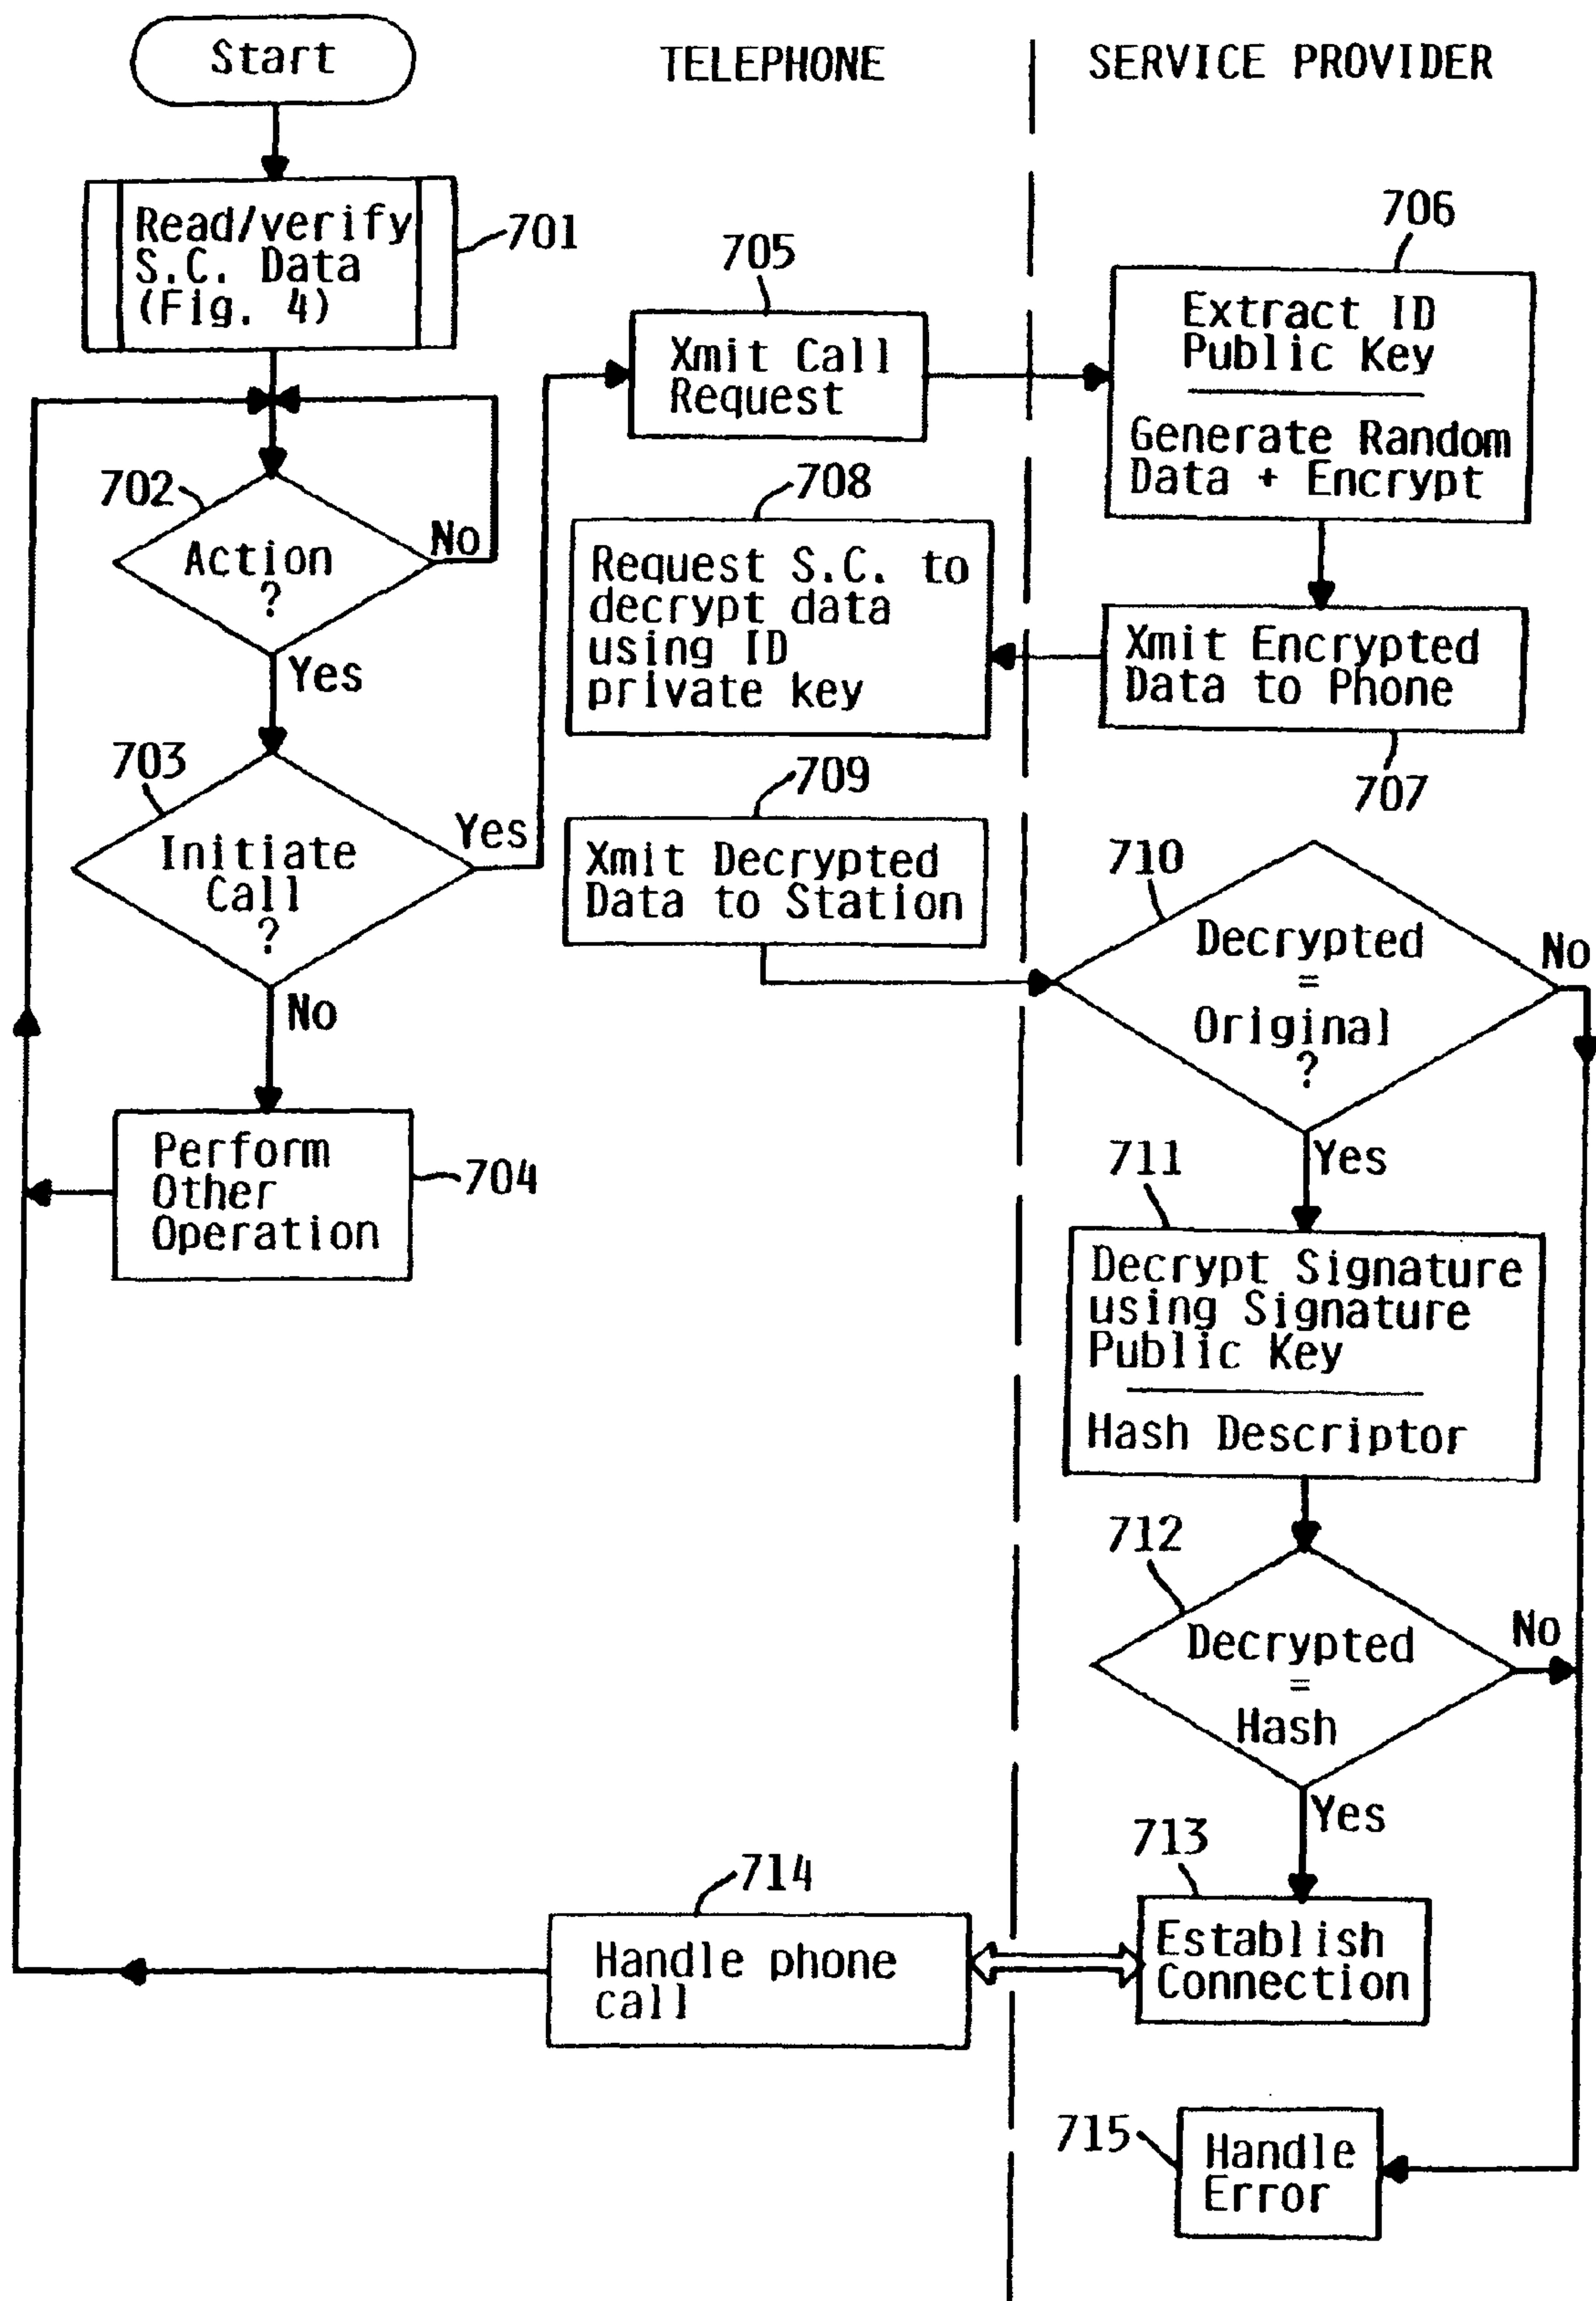 Start
TELEPHONE
SERVICE PROVIDER
Read/verify
S.C. Data
(Fig. 4)
701
702
Action
?
No
Yes
703
Initiate
Call
?
Yes
No
Perform
Other
Operation
704
705
Xmit Call
Request
706
Extract ID
Public Key
Generate Random
Data + Encrypt
Xmit Encrypted
Data to Phone
707
708
Request S.C. to
decrypt data
using ID
private key
709
Xmit Decrypted
Data to Station
710
Decrypted
=
Original
?
No
Yes
711
Decrypt Signature
using Signature
Public Key
Hash Descriptor
712
Decrypted
=
Hash
No
Yes
713
Establish
Connection
714
Handle phone
call
715
Handle
Error